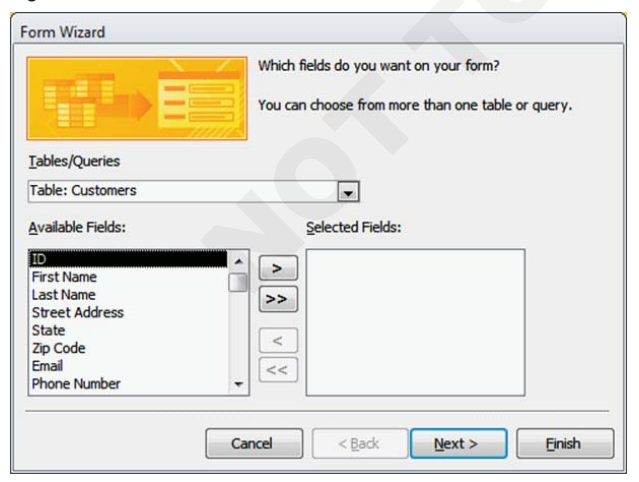 Form Wizard
Which fields do you want on your form?
You can choose from more than one table or query.
Tables/Queries
Table: Customers
Available Fields:
Selected Fields:
ID
First Name
Last Name
Street Address
State
Zip Code
Email
Phone Number
>
>>
<
<<
Cancel
< Back
Next >
Finish